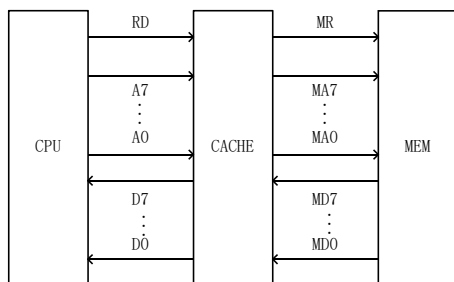 RD MR
A7 MA7
A0 MA0
CPU CACHE MEM
D7 MD7
D0 MD0